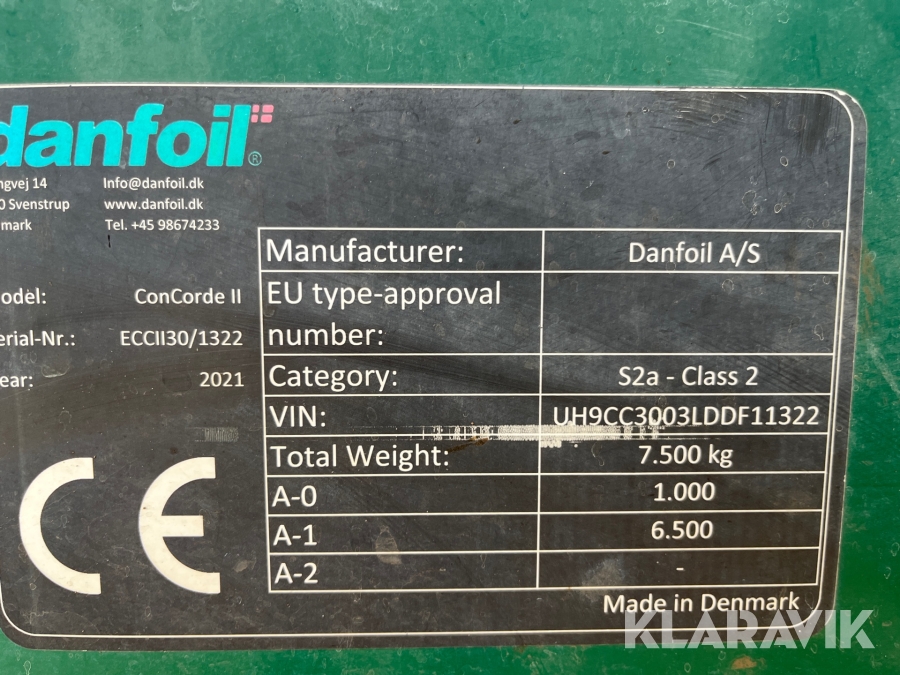 danfoil®
ngvej 14 Info@danfoil.dk
0 Svenstrup www.danfoil.dk
mark Tel. +45 98674233
odel: ConCorde II
erial-Nr.: ECCII30/1322
ear: 2021
Manufacturer: Danfoil A/S
EU type-approval
number:
Category: S2a - Class 2
VIN: UH9CC3003LDDF11322
Total Weight: 7.500 kg
A-0 1.000
A-1 6.500
A-2 -
CE
Made in Denmark
KLARAVIK